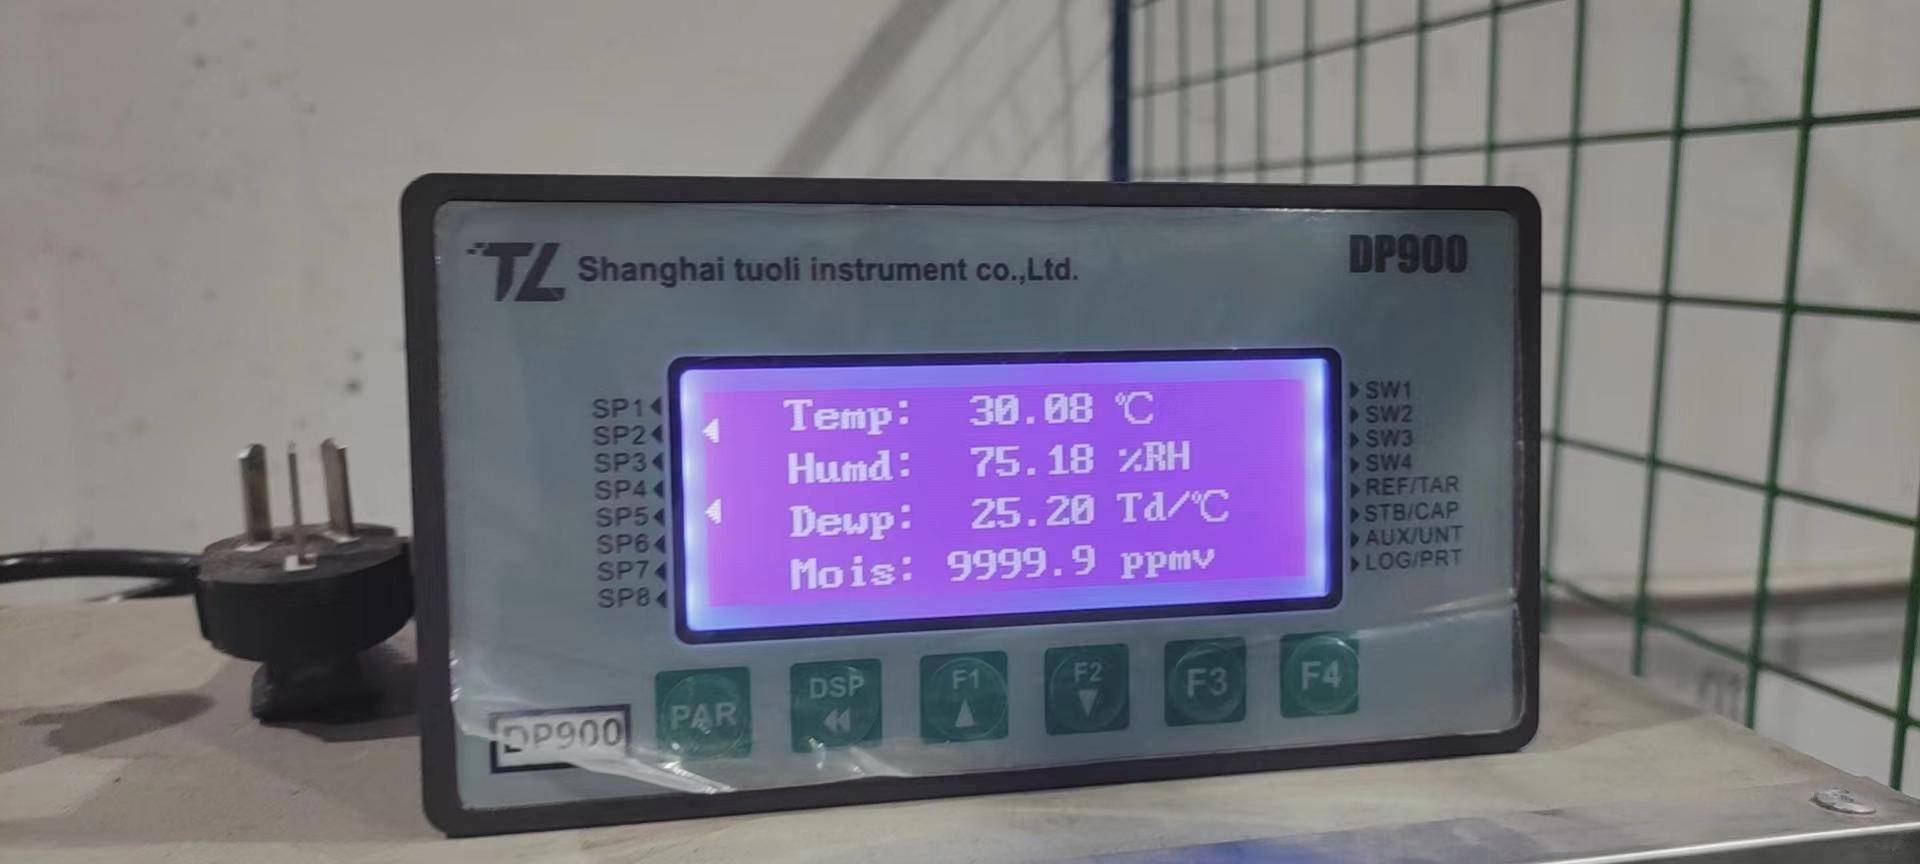 TL Shanghai tuoli instrument co.,Ltd.
DP900
SP1
SP2
SP3
SP4
SP5
SP6
SP7
SP8
Temp: 30.08 ℃
Humd: 75.18 %RH
Dewp: 25.20 Td/℃
Mois: 9999.9 ppmv
SW1
SW2
SW3
SW4
REF/TAR
STB/CAP
AUX/UNT
LOG/PRT
DP900
PAR
DSP
F1
F2
F3
F4